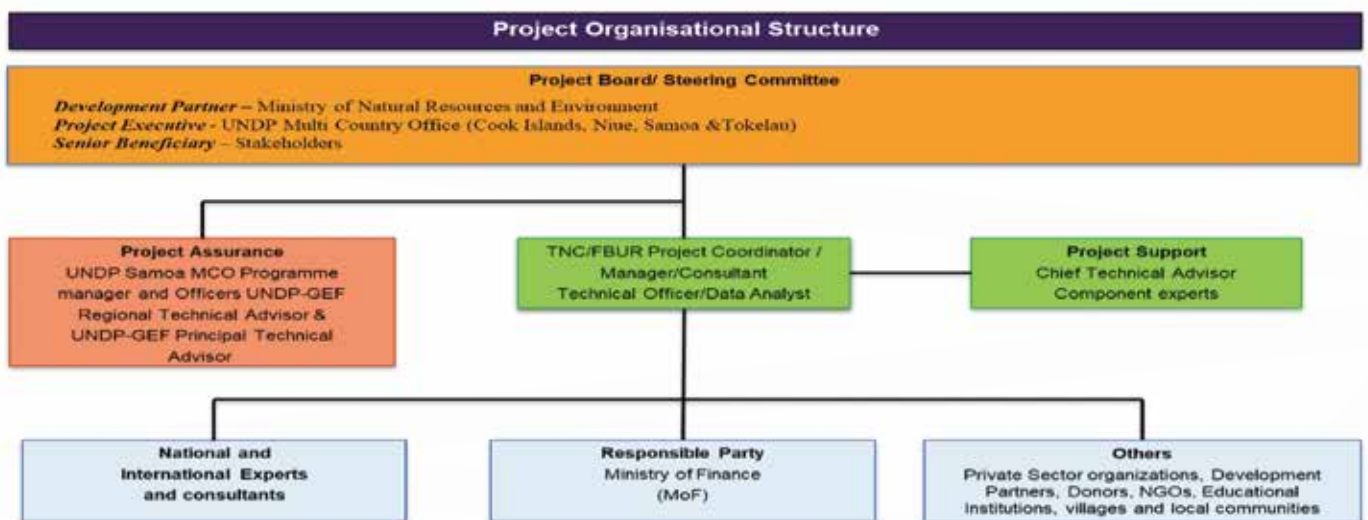 Project Organisational Structure
Project Board/ Steering Committee
Development Partner – Ministry of Natural Resources and Environment
Project Executive - UNDP Multi Country Office (Cook Islands, Niue, Samoa &Tokelau)
Senior Beneficiary – Stakeholders
Project Assurance
UNDP Samoa MCO Programme
manager and Officers UNDP-GEF
Regional Technical Advisor &
UNDP-GEF Principal Technical
Advisor
TNC/FBUR Project Coordinator /
Manager/Consultant
Technical Officer/Data Analyst
Project Support
Chief Technical Advisor
Component experts
National and
International Experts
and consultants
Responsible Party
Ministry of Finance
(MoF)
Others
Private Sector organizations, Development
Partners, Donors, NGOs, Educational
Institutions, villages and local communities